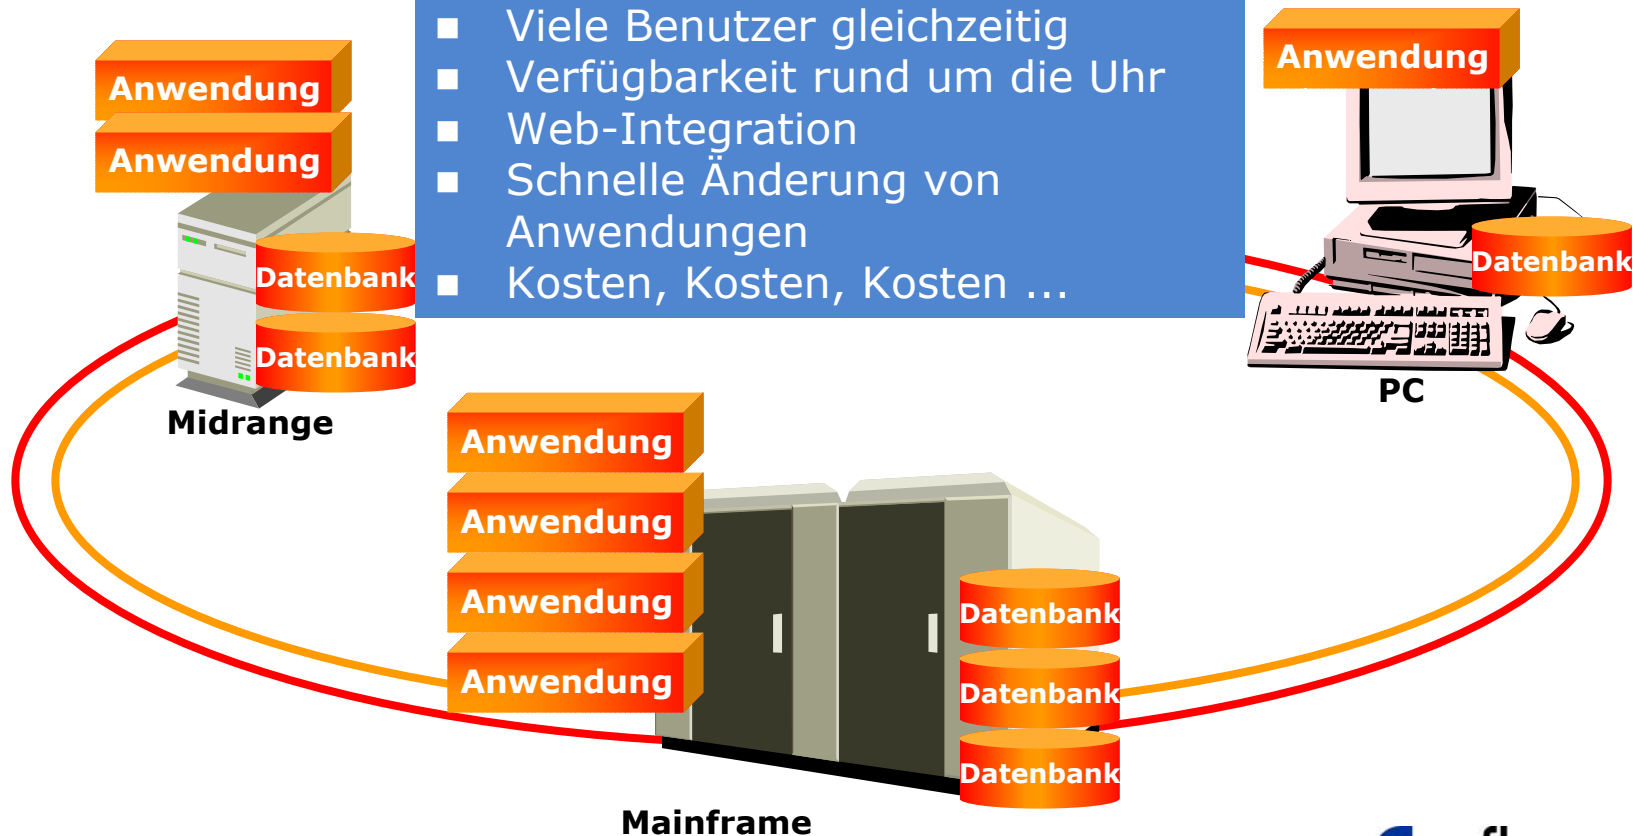 Viele Benutzer gleichzeitig
Verfügbarkeit rund um die Uhr
Web-Integration
Schnelle Änderung von
Anwendungen
Kosten, Kosten, Kosten ...
Anwendung
Anwendung
Datenbank
Datenbank
Midrange
Anwendung
Datenbank
PC
Anwendung
Anwendung
Anwendung
Anwendung
Datenbank
Datenbank
Datenbank
Mainframe